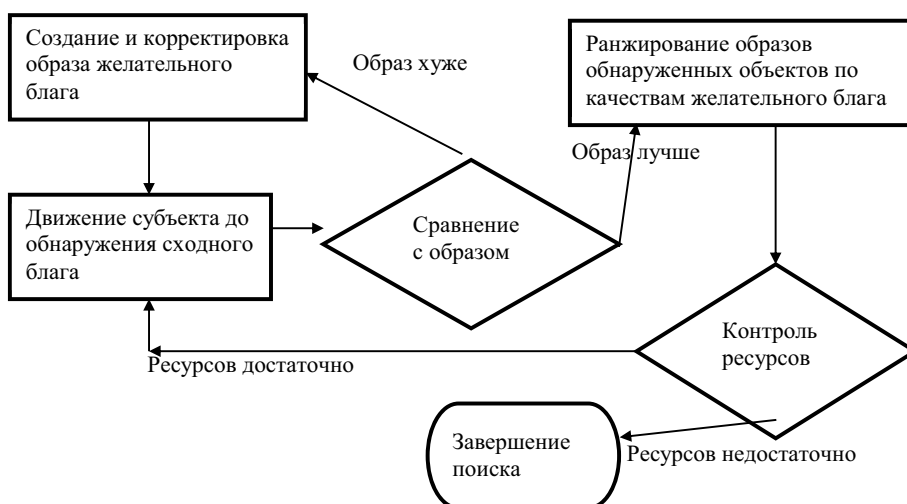 Создание и корректировка
образа желательного
блага
Образ хуже
Ранжирование образов
обнаруженных объектов по
качествам желательного блага
Образ лучше
Движение субъекта до
обнаружения сходного
блага
Сравнение
с образом
Контроль
ресурсов
Ресурсов достаточно
Завершение
поиска
Ресурсов недостаточно